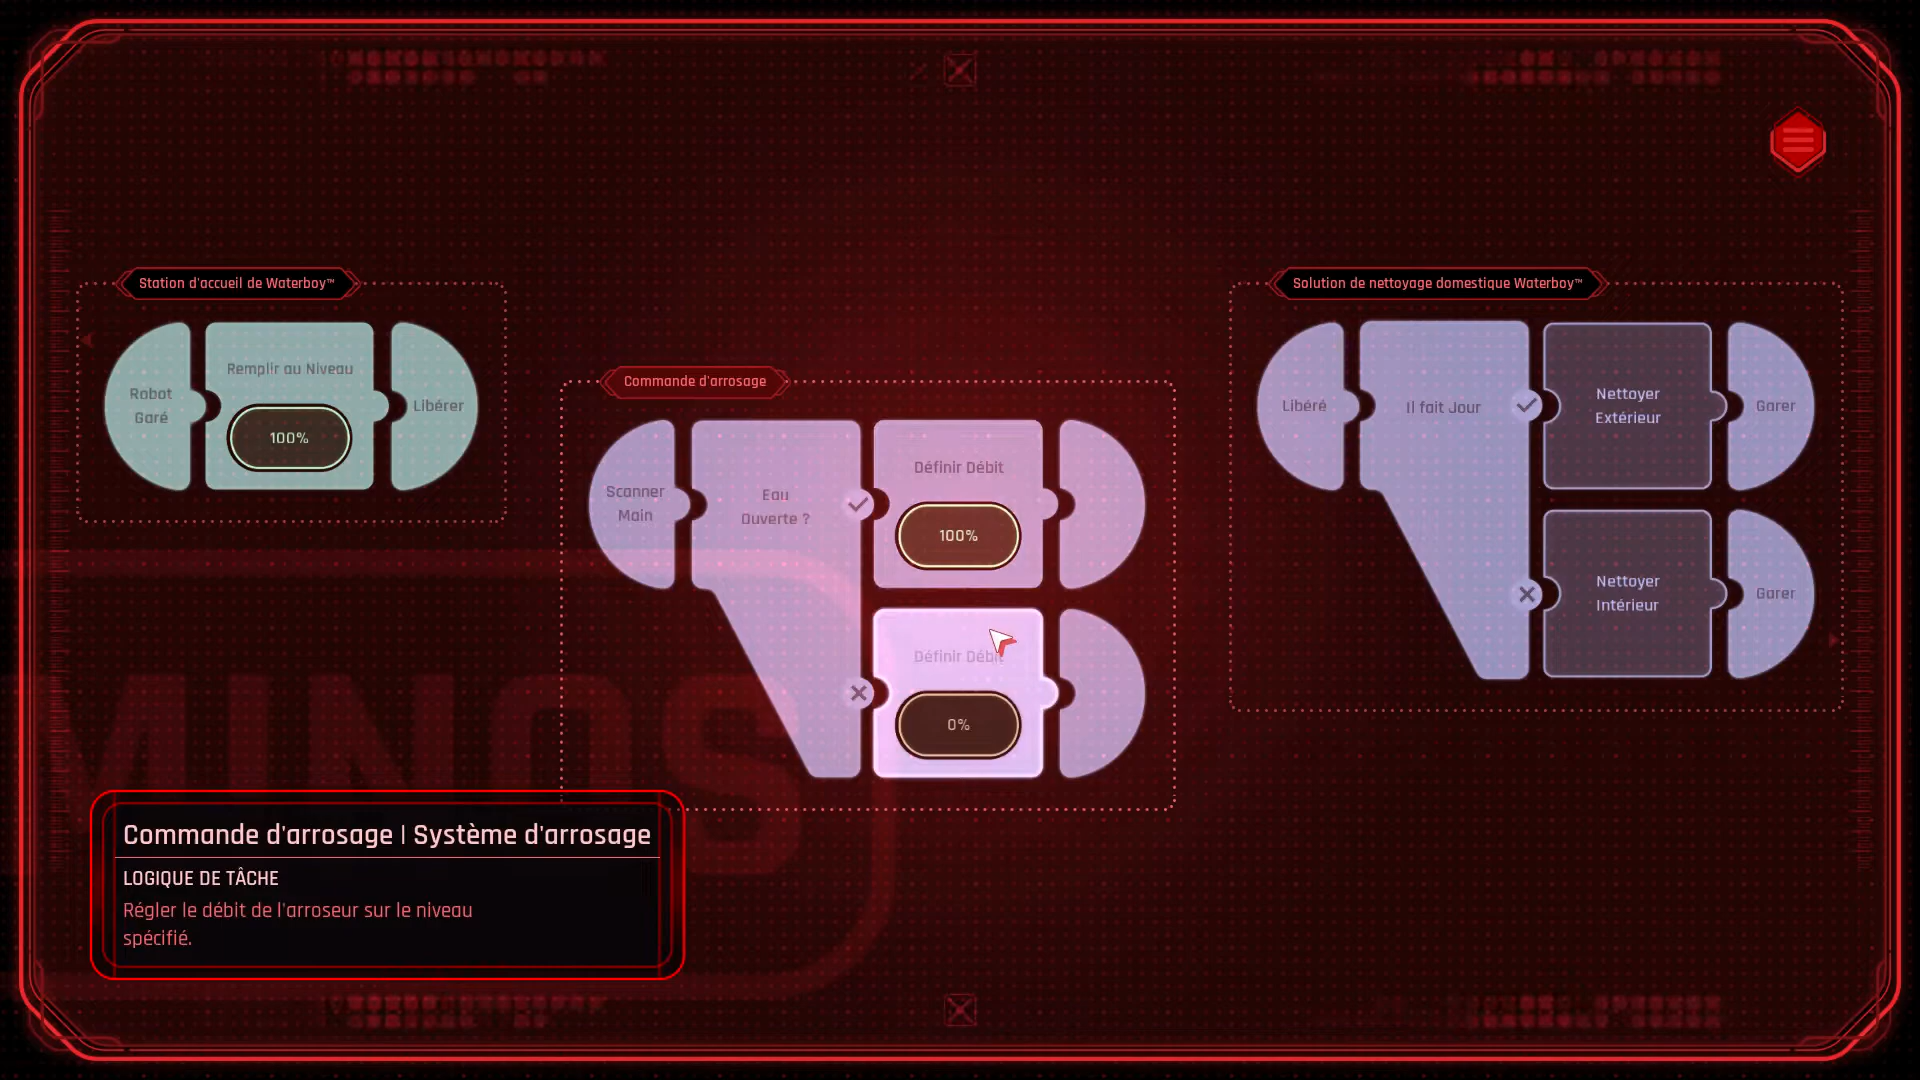 Station d'accueil de Waterboy™
Robot
Garé
Remplir au Niveau
100%
Libérer
Commande d'arrosage
Scanner
Main
Eau
Ouverte ?
Définir Débit
100%
Définir Débit
0%
Solution de nettoyage domestique Waterboy™
Libéré
Il fait Jour
Nettoyer
Extérieur
Garer
Nettoyer
Intérieur
Garer
MINOS
Commande d'arrosage | Système d'arrosage
LOGIQUE DE TÂCHE
Régler le débit de l'arroseur sur le niveau
spécifié.